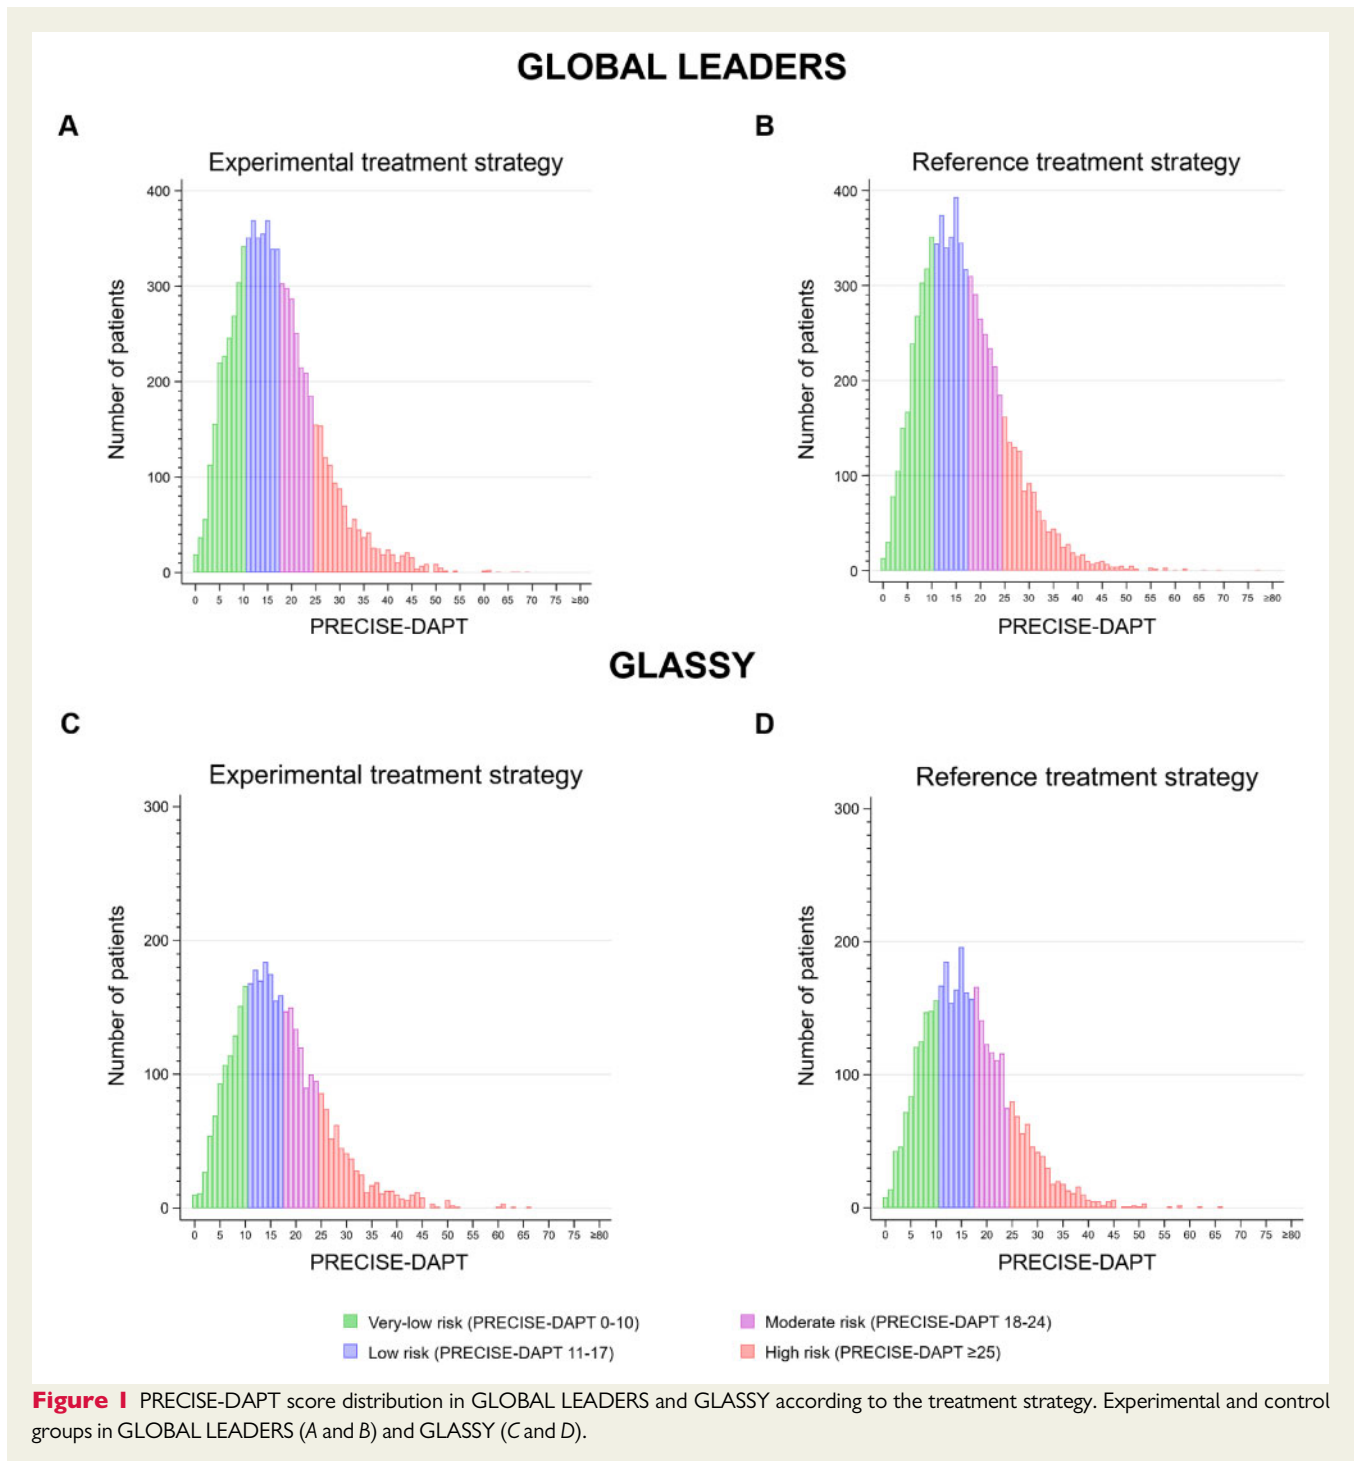 GLOBAL LEADERS
A
Experimental treatment strategy
Number of patients
400
300
200
100
0
0 5 10 15 20 25 30 35 40 45 50 55 60 65 70 75 ≥80
PRECISE-DAPT
B
Reference treatment strategy
Number of patients
400
300
200
100
0
0 5 10 15 20 25 30 35 40 45 50 55 60 65 70 75 ≥80
PRECISE-DAPT
GLASSY
C
Experimental treatment strategy
Number of patients
300
200
100
0
0 5 10 15 20 25 30 35 40 45 50 55 60 65 70 75 ≥80
PRECISE-DAPT
D
Reference treatment strategy
Number of patients
300
200
100
0
0 5 10 15 20 25 30 35 40 45 50 55 60 65 70 75 ≥80
PRECISE-DAPT
Very-low risk (PRECISE-DAPT 0-10)
Low risk (PRECISE-DAPT 11-17)
Moderate risk (PRECISE-DAPT 18-24)
High risk (PRECISE-DAPT ≥25)
Figure 1 PRECISE-DAPT score distribution in GLOBAL LEADERS and GLASSY according to the treatment strategy. Experimental and control
groups in GLOBAL LEADERS (A and B) and GLASSY (C and D).